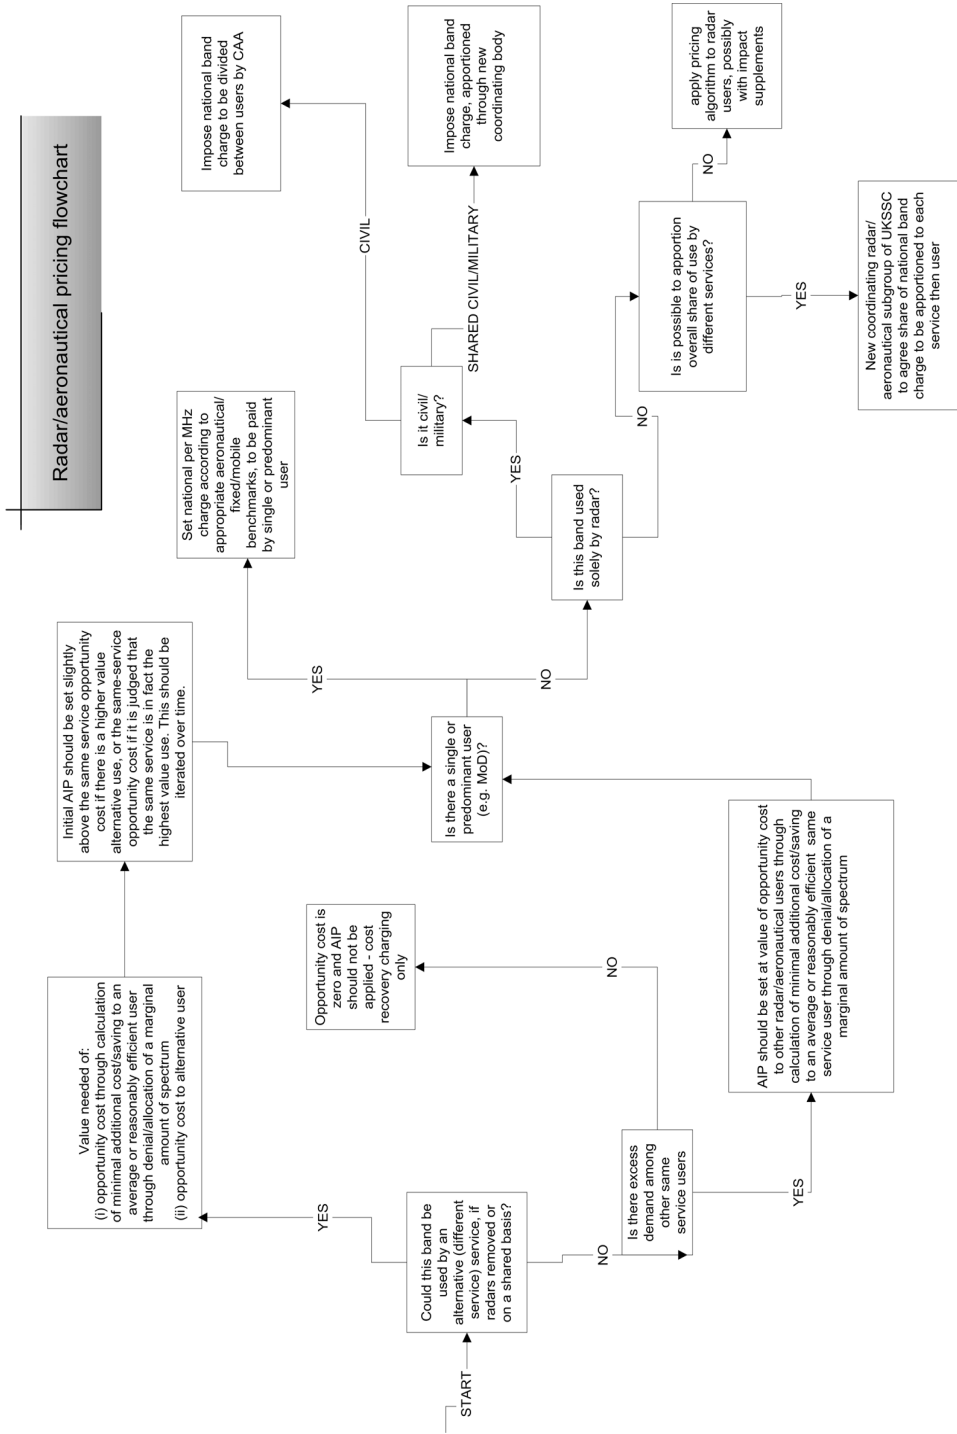 Radar/aeronautical pricing flowchart
START
Could this band be
used by an
alternative (different
service) service, if
radars removed or
on a shared basis?
YES
NO
Value needed of:
(i) opportunity cost through calculation
of minimal additional cost/saving to an
average or reasonably efficient user
through denial/allocation of a marginal
amount of spectrum
(ii) opportunity cost to alternative user
Is there excess
demand among
other same
service users
NO
YES
Opportunity cost is
zero and AIP
should not be
applied - cost
recovery charging
only
AIP should be set at value of opportunity cost
to other radar/aeronautical users through
calculation of minimal additional cost/saving
to an average or reasonably efficient same
service user through denial/allocation of a
marginal amount of spectrum
Initial AIP should be set slightly
above the same service opportunity
cost if there is a higher value
alternative use, or the same-service
opportunity cost if it is judged that
the same service is in fact the
highest value use. This should be
iterated over time.
Is there a single or
predominant user
(e.g. MoD)?
YES
NO
Set national per MHz
charge according to
appropriate aeronautical/
fixed/mobile
benchmarks, to be paid
by single or predominant
user
Is this band used
solely by radar?
YES
NO
Is it civil/
military?
CIVIL
SHARED CIVIL/MILITARY
Impose national band
charge to be divided
between users by CAA
Impose national band
charge, apportioned
through new
coordinating body
Is is possible to apportion
overall share of use by
different services?
NO
YES
apply pricing
algorithm to radar
users, possibly
with impact
supplements
New coordinating radar/
aeronautical subgroup of UKSSC
to agree share of national band
charge to be apportioned to each
service then user